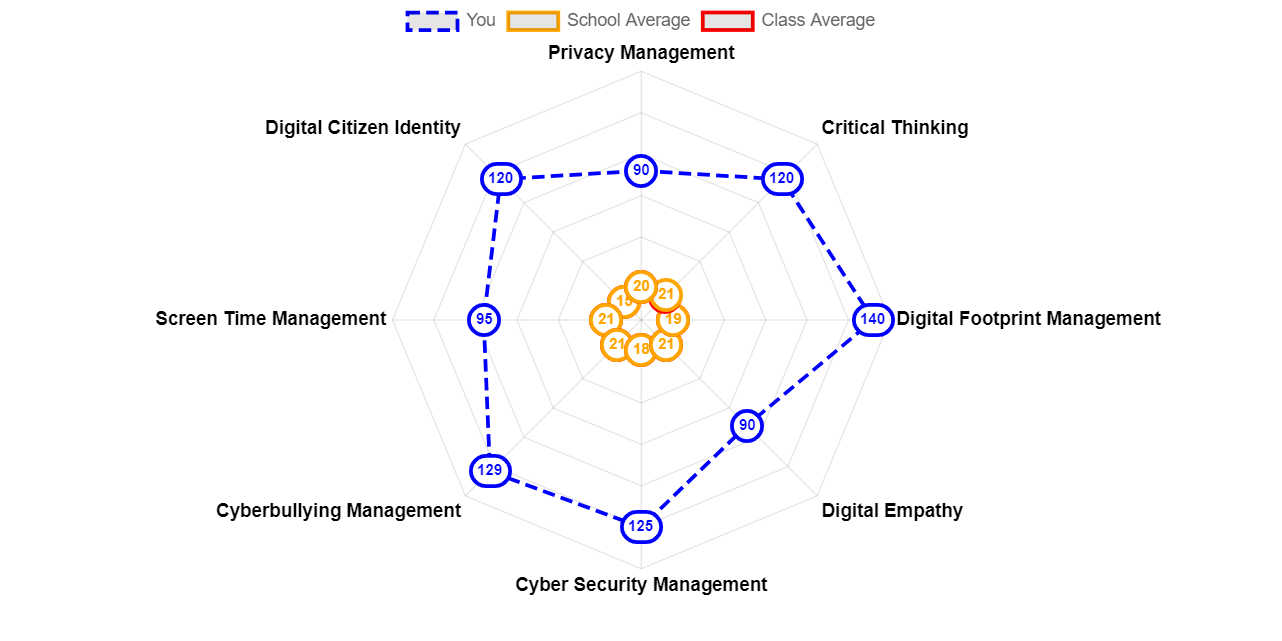 You School Average Class Average
Privacy Management
Digital Citizen Identity Critical Thinking
120 90 120
20
15 21
Screen Time Management 95 21 19 140 Digital Footprint Management
21 18 21
90
129
Cyberbullying Management Digital Empathy
125
Cyber Security Management